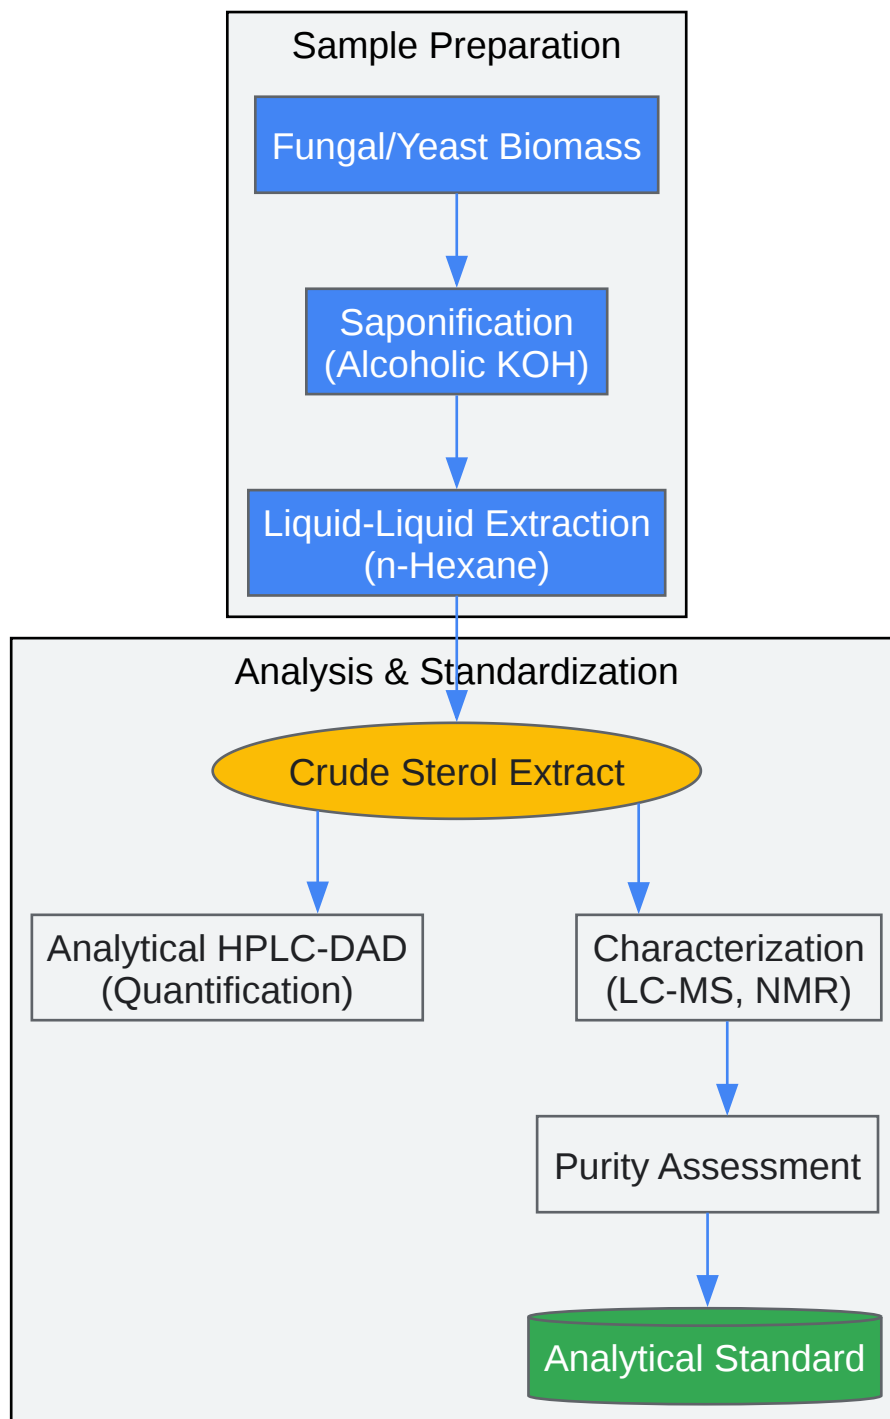 Sample Preparation
Fungal/Yeast Biomass
Saponification
(Alcoholic KOH)
Liquid-Liquid Extraction
(n-Hexane)
Analysis & Standardization
Crude Sterol Extract
Analytical HPLC-DAD
(Quantification)
Characterization
(LC-MS, NMR)
Purity Assessment
Analytical Standard